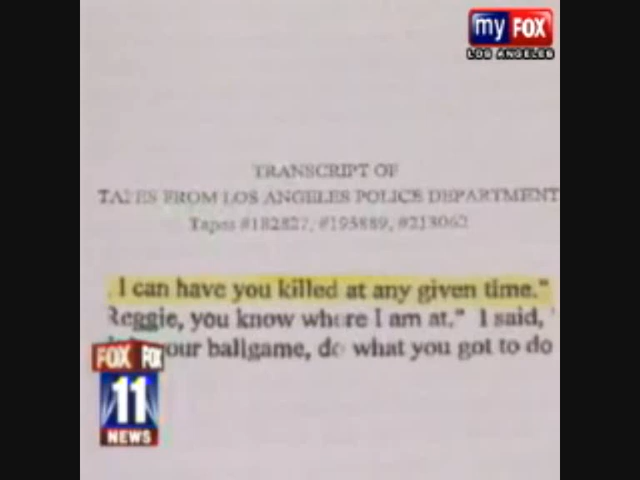 my FOX
LOS ANGELES
TRANSCRIPT OF
TAPES FROM LOS ANGELES POLICE DEPARTMENT
Tapes #182827, #195889, #213062
I can have you killed at any given time."
Reggie, you know where I am at." I said,
our ballgame, do what you got to do
FOX FOX
11
NEWS